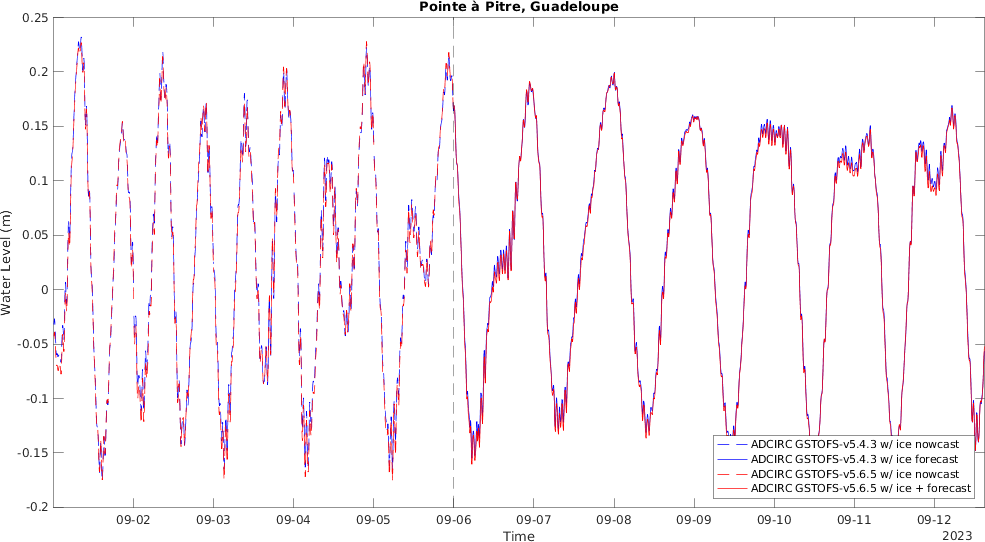 Pointe à Pitre, Guadeloupe
0.25
0.2
0.15
0.1
0.05
0
-0.05
-0.1
-0.15
-0.2
Water Level (m)
ADCIRC GSTOFS-v5.4.3 w/ ice nowcast
ADCIRC GSTOFS-v5.4.3 w/ ice forecast
ADCIRC GSTOFS-v5.6.5 w/ ice nowcast
ADCIRC GSTOFS-v5.6.5 w/ ice + forecast
09-02 09-03 09-04 09-05 09-06 09-07 09-08 09-09 09-10 09-11 09-12
Time
2023